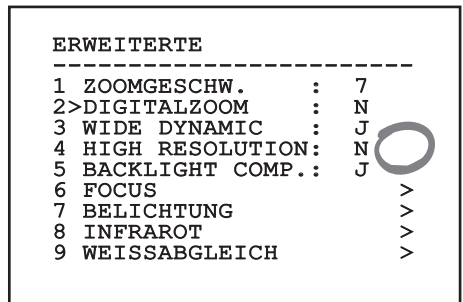 ERWEITERTE
--------------------------
1 ZOOMGESCHW. : 7
2>DIGITALZOOM : N
3 WIDE DYNAMIC : J
4 HIGH RESOLUTION: N
5 BACKLIGHT COMP.: J
6 FOCUS >
7 BELICHTUNG >
8 INFRAROT >
9 WEISSABGLEICH >